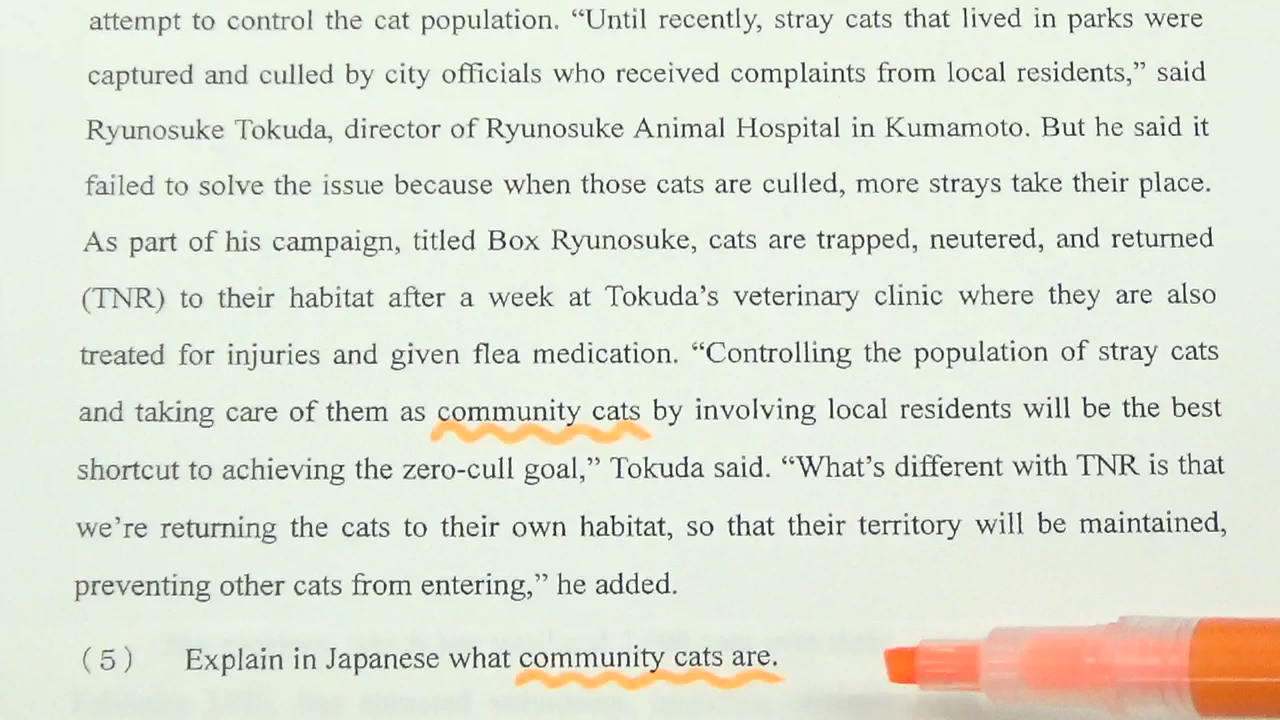 attempt to control the cat population. “Until recently, stray cats that lived in parks were
captured and culled by city officials who received complaints from local residents,” said
Ryunosuke Tokuda, director of Ryunosuke Animal Hospital in Kumamoto. But he said it
failed to solve the issue because when those cats are culled, more strays take their place.
As part of his campaign, titled Box Ryunosuke, cats are trapped, neutered, and returned
(TNR) to their habitat after a week at Tokuda’s veterinary clinic where they are also
treated for injuries and given flea medication. “Controlling the population of stray cats
and taking care of them as community cats by involving local residents will be the best
shortcut to achieving the zero-cull goal,” Tokuda said. “What’s different with TNR is that
we’re returning the cats to their own habitat, so that their territory will be maintained,
preventing other cats from entering,” he added.
(5) Explain in Japanese what community cats are.